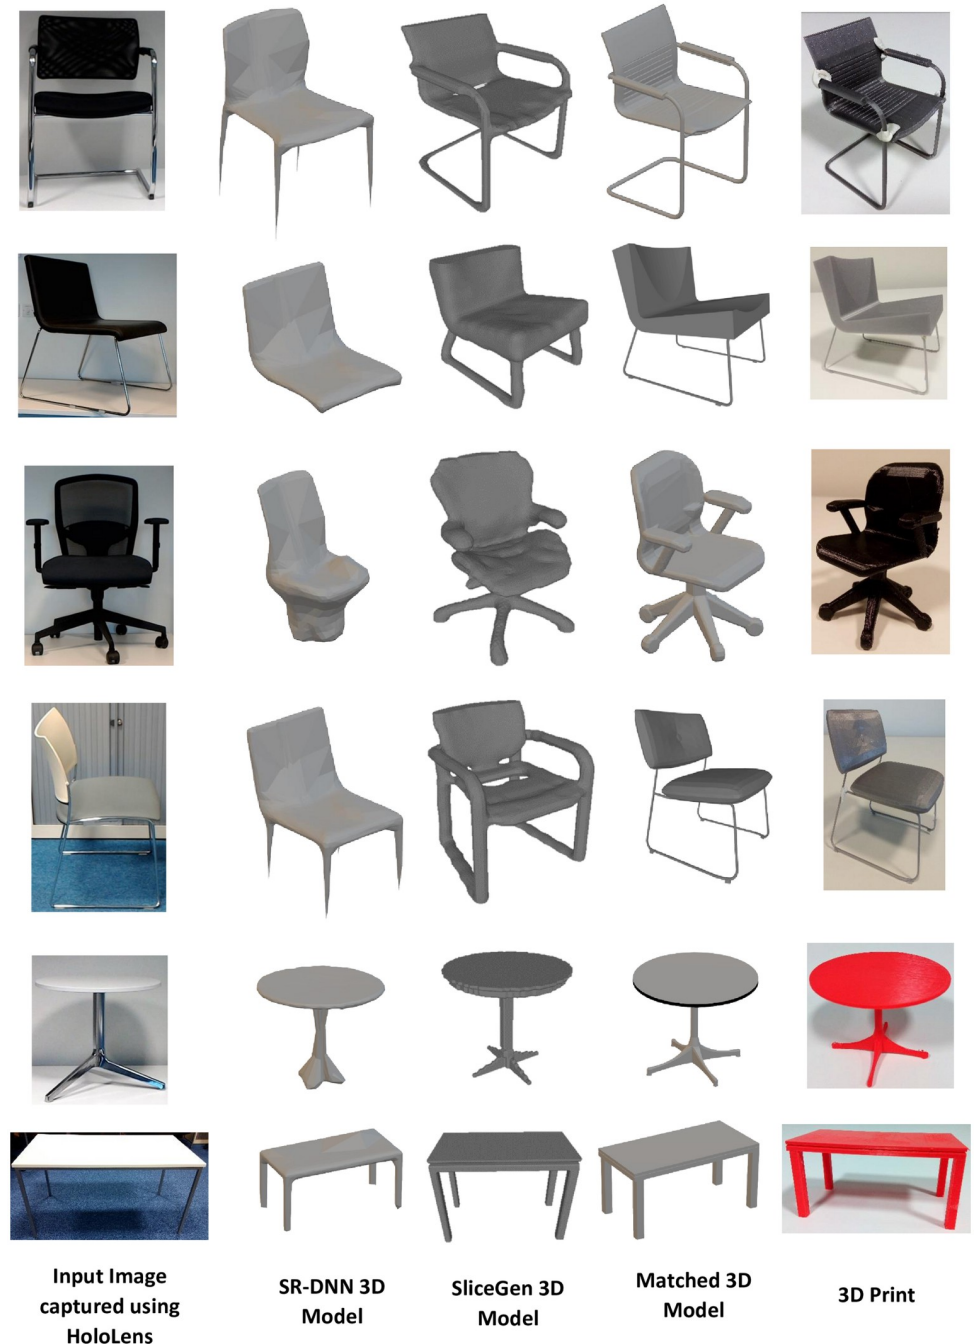 Input Image
captured using
HoloLens
SR-DNN 3D
Model
SliceGen 3D
Model
Matched 3D
Model
3D Print